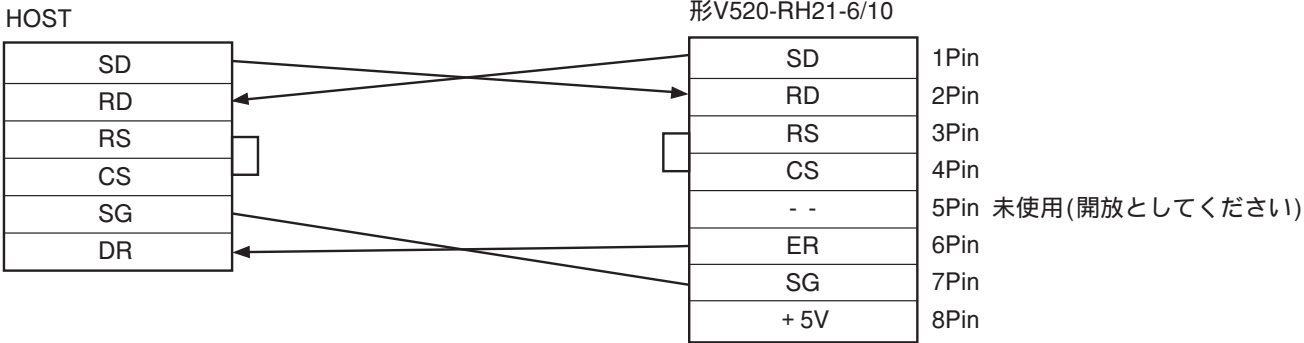 HOST
SD
RD
RS
CS
SG
DR
形V520-RH21-6/10
SD 1Pin
RD 2Pin
RS 3Pin
CS 4Pin
- - 5Pin 未使用(開放としてください)
ER 6Pin
SG 7Pin
+5V 8Pin